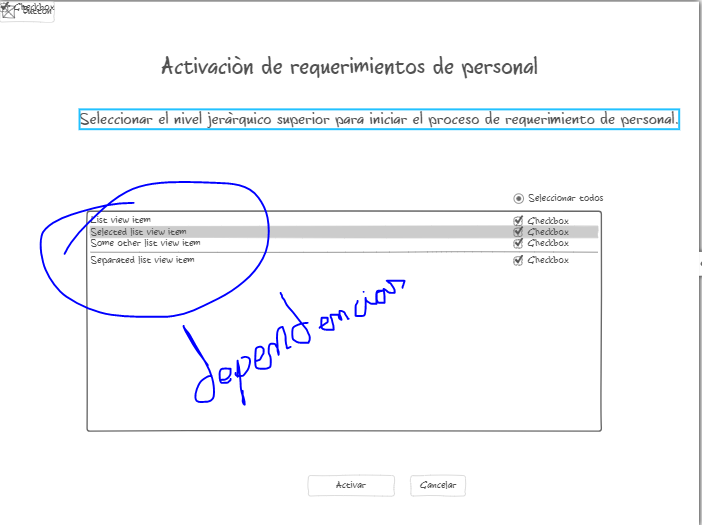 Checkbox
Button
Activaciòn de requerimientos de personal
Seleccionar el nivel jeràrquico superior para iniciar el proceso de requerimiento de personal.
Seleccionar todos
List view item Checkbox
Selected list view item Checkbox
Some other list view item Checkbox
Separated list view item Checkbox
dependencias
Activar Cancelar